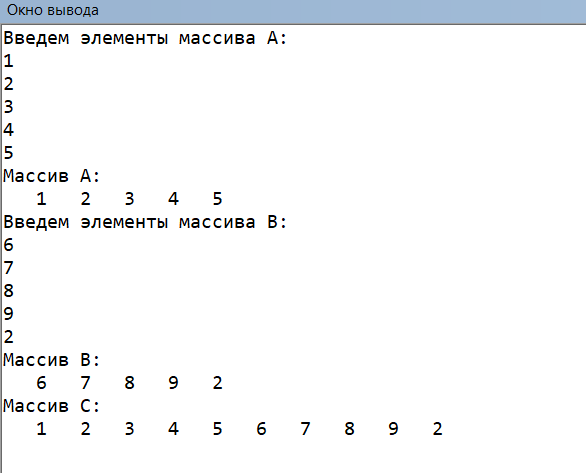 Окно вывода
Введем элементы массива A:
1
2
3
4
5
Массив A:
1 2 3 4 5
Введем элементы массива B:
6
7
8
9
2
Массив B:
6 7 8 9 2
Массив C:
1 2 3 4 5 6 7 8 9 2